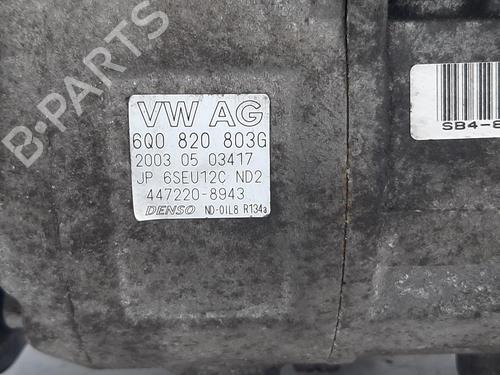 VW AG
6Q0 820 803G
2003 05 03417
JP 6SEU12C ND2
447220-8943
DENSO ND-OIL8 R134a
SB4-8
B-PARTS